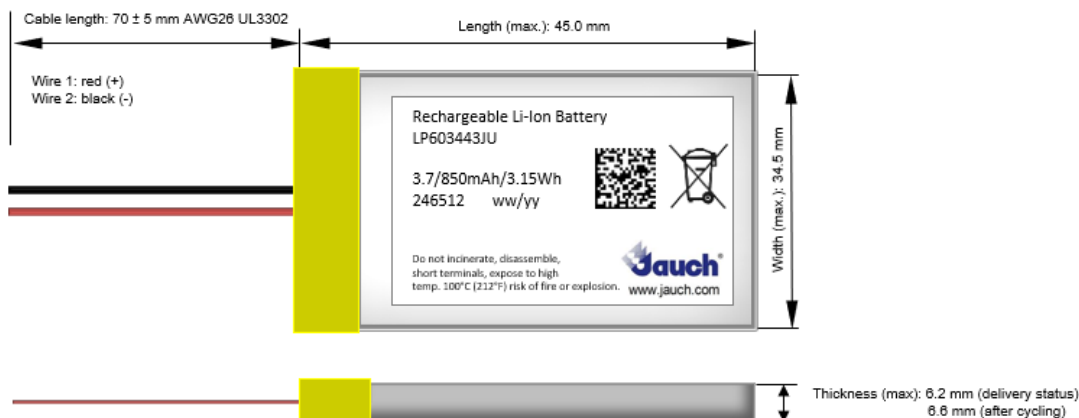 Cable length: 70 ± 5 mm AWG26 UL3302
Length (max.): 45.0 mm
Wire 1: red (+)
Wire 2: black (-)
Rechargeable Li-Ion Battery
LP603443JU
3.7/850mAh/3.15Wh
246512 ww/yy
Do not incinerate, disassemble,
short terminals, expose to high
temp. 100°C (212°F) risk of fire or explosion.
Jauch®
www.jauch.com
Width (max.): 34.5 mm
Thickness (max): 6.2 mm (delivery status)
6.6 mm (after cycling)